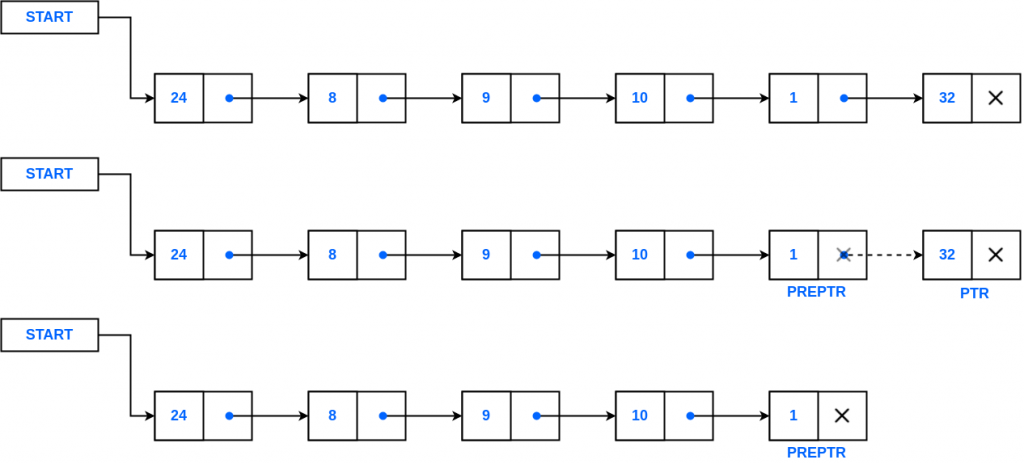 START
24 8 9 10 1 32
START
24 8 9 10 1 32
PREPTR PTR
START
24 8 9 10 1
PREPTR